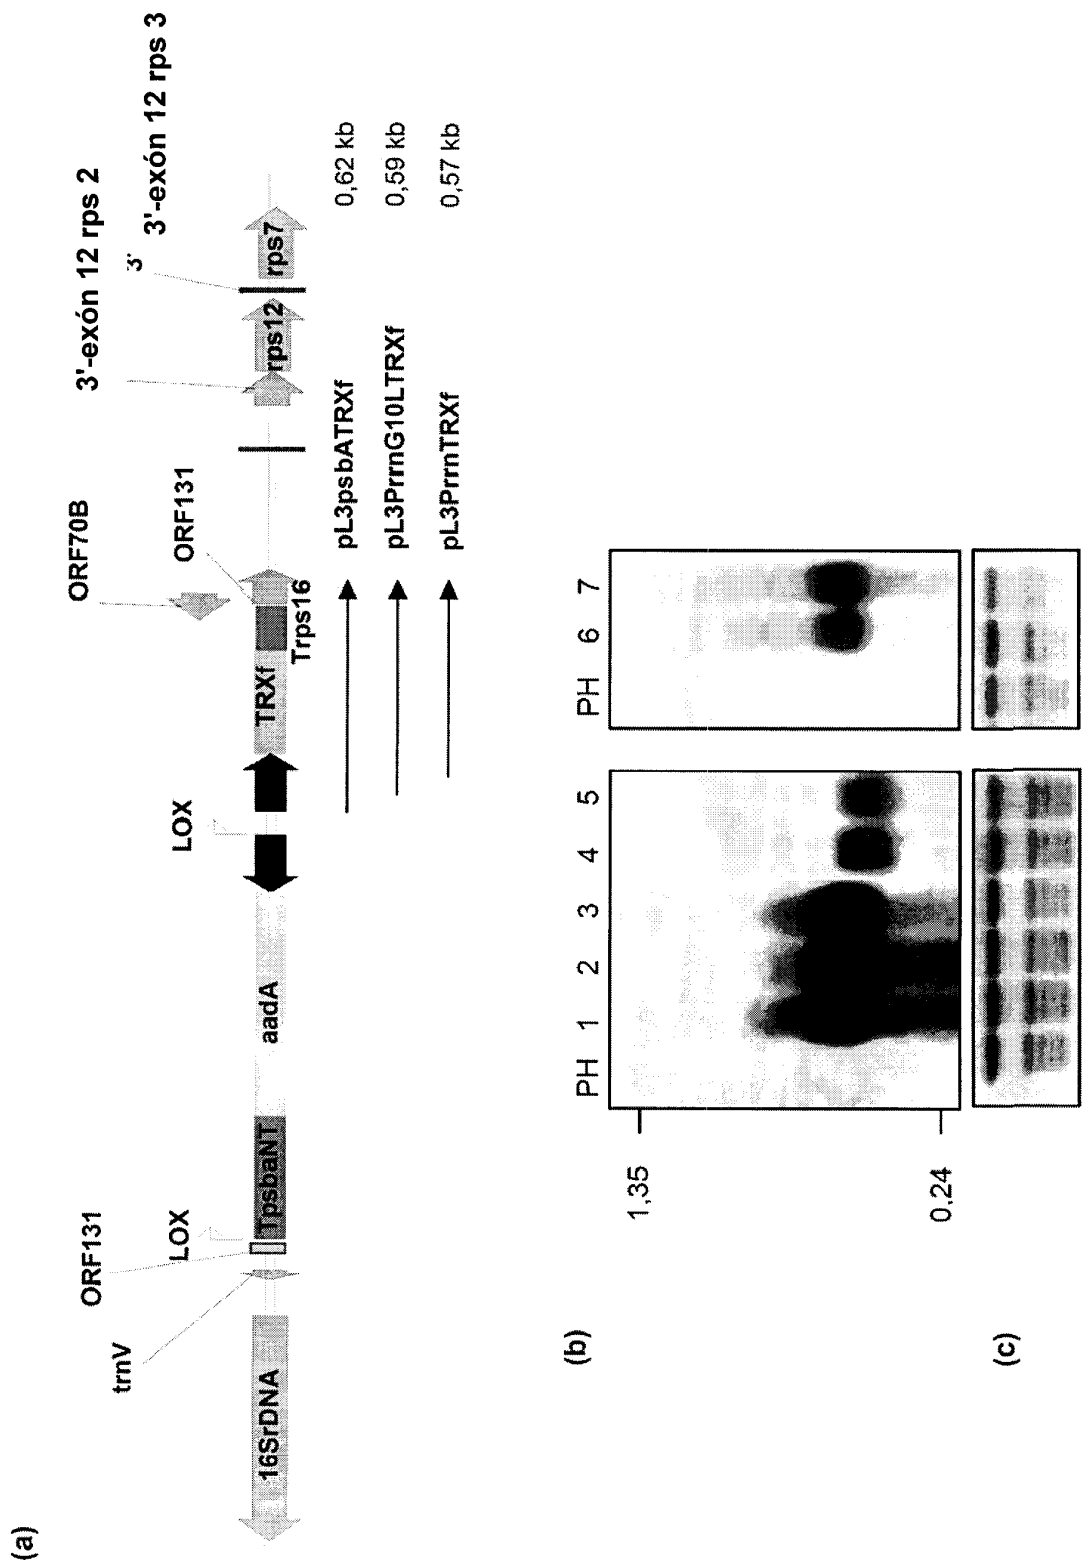 (a)
16SrDNA
trnV
ORF131
LOX
TpsbaNT
aadA
LOX
TRXf
Trps16
ORF70B
ORF131
3'-exón 12 rps 2
rps12
3'
3'-exón 12 rps 3
rps7
pL3psbATRXf 0,62 kb
pL3PrrnG10LTRXf 0,59 kb
pL3PrrnTRXf 0,57 kb
(b)
PH 1 2 3 4 5 PH 6 7
1,35
0,24
(c)